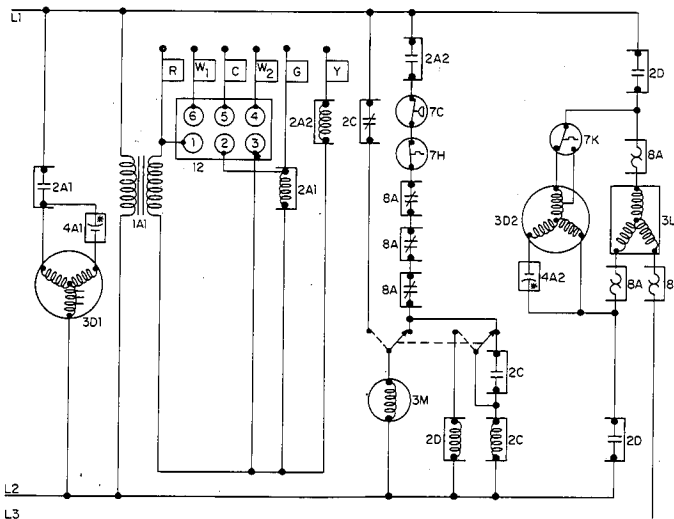 L1
R W1 C W2 G Y
2A2
2D
2A2
2C
7C
6 5 4
1 2 3
7K
7H
8A
12
2A1
2A1
8A
1A1
4A1
3D2
3L
8A
8A
4A2
8A
8
3D1
2C
3M
2D
2C
2D
L2
L3